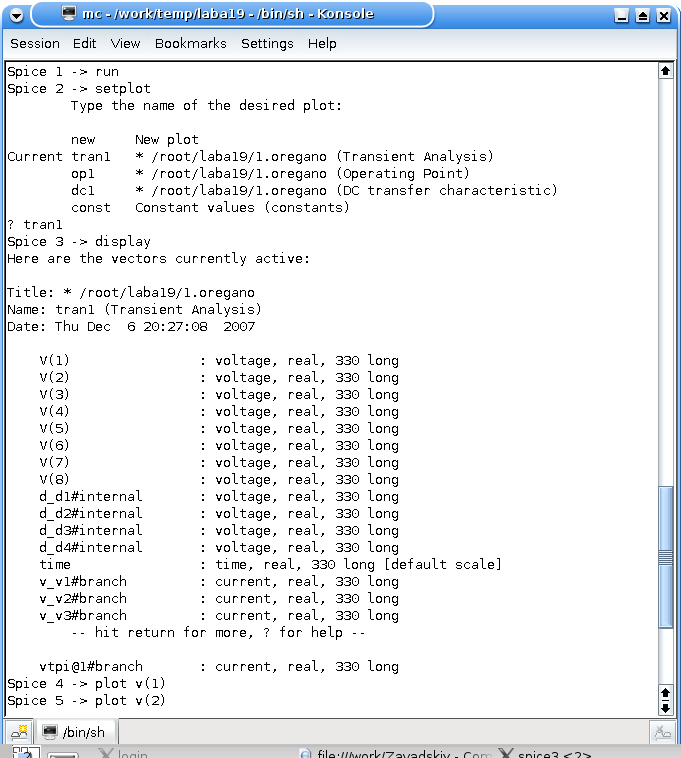 mc - /work/temp/laba19 - /bin/sh - Konsole
Session Edit View Bookmarks Settings Help
Spice 1 -> run
Spice 2 -> setplot
        Type the name of the desired plot:
        new     New plot
Current tran1   * /root/laba19/1.oregano (Transient Analysis)
        op1     * /root/laba19/1.oregano (Operating Point)
        dc1     * /root/laba19/1.oregano (DC transfer characteristic)
        const   Constant values (constants)
? tran1
Spice 3 -> display
Here are the vectors currently active:
Title: * /root/laba19/1.oregano
Name: tran1 (Transient Analysis)
Date: Thu Dec  6 20:27:08  2007
    V(1)                : voltage, real, 330 long
    V(2)                : voltage, real, 330 long
    V(3)                : voltage, real, 330 long
    V(4)                : voltage, real, 330 long
    V(5)                : voltage, real, 330 long
    V(6)                : voltage, real, 330 long
    V(7)                : voltage, real, 330 long
    V(8)                : voltage, real, 330 long
    d_d1#internal       : voltage, real, 330 long
    d_d2#internal       : voltage, real, 330 long
    d_d3#internal       : voltage, real, 330 long
    d_d4#internal       : voltage, real, 330 long
    time                : time, real, 330 long [default scale]
    v_v1#branch         : current, real, 330 long
    v_v2#branch         : current, real, 330 long
    v_v3#branch         : current, real, 330 long
        -- hit return for more, ? for help --
    vtpi@1#branch       : current, real, 330 long
Spice 4 -> plot v(1)
Spice 5 -> plot v(2)
/bin/sh
login file://work/Zavadskiy - Con spice3 <2>